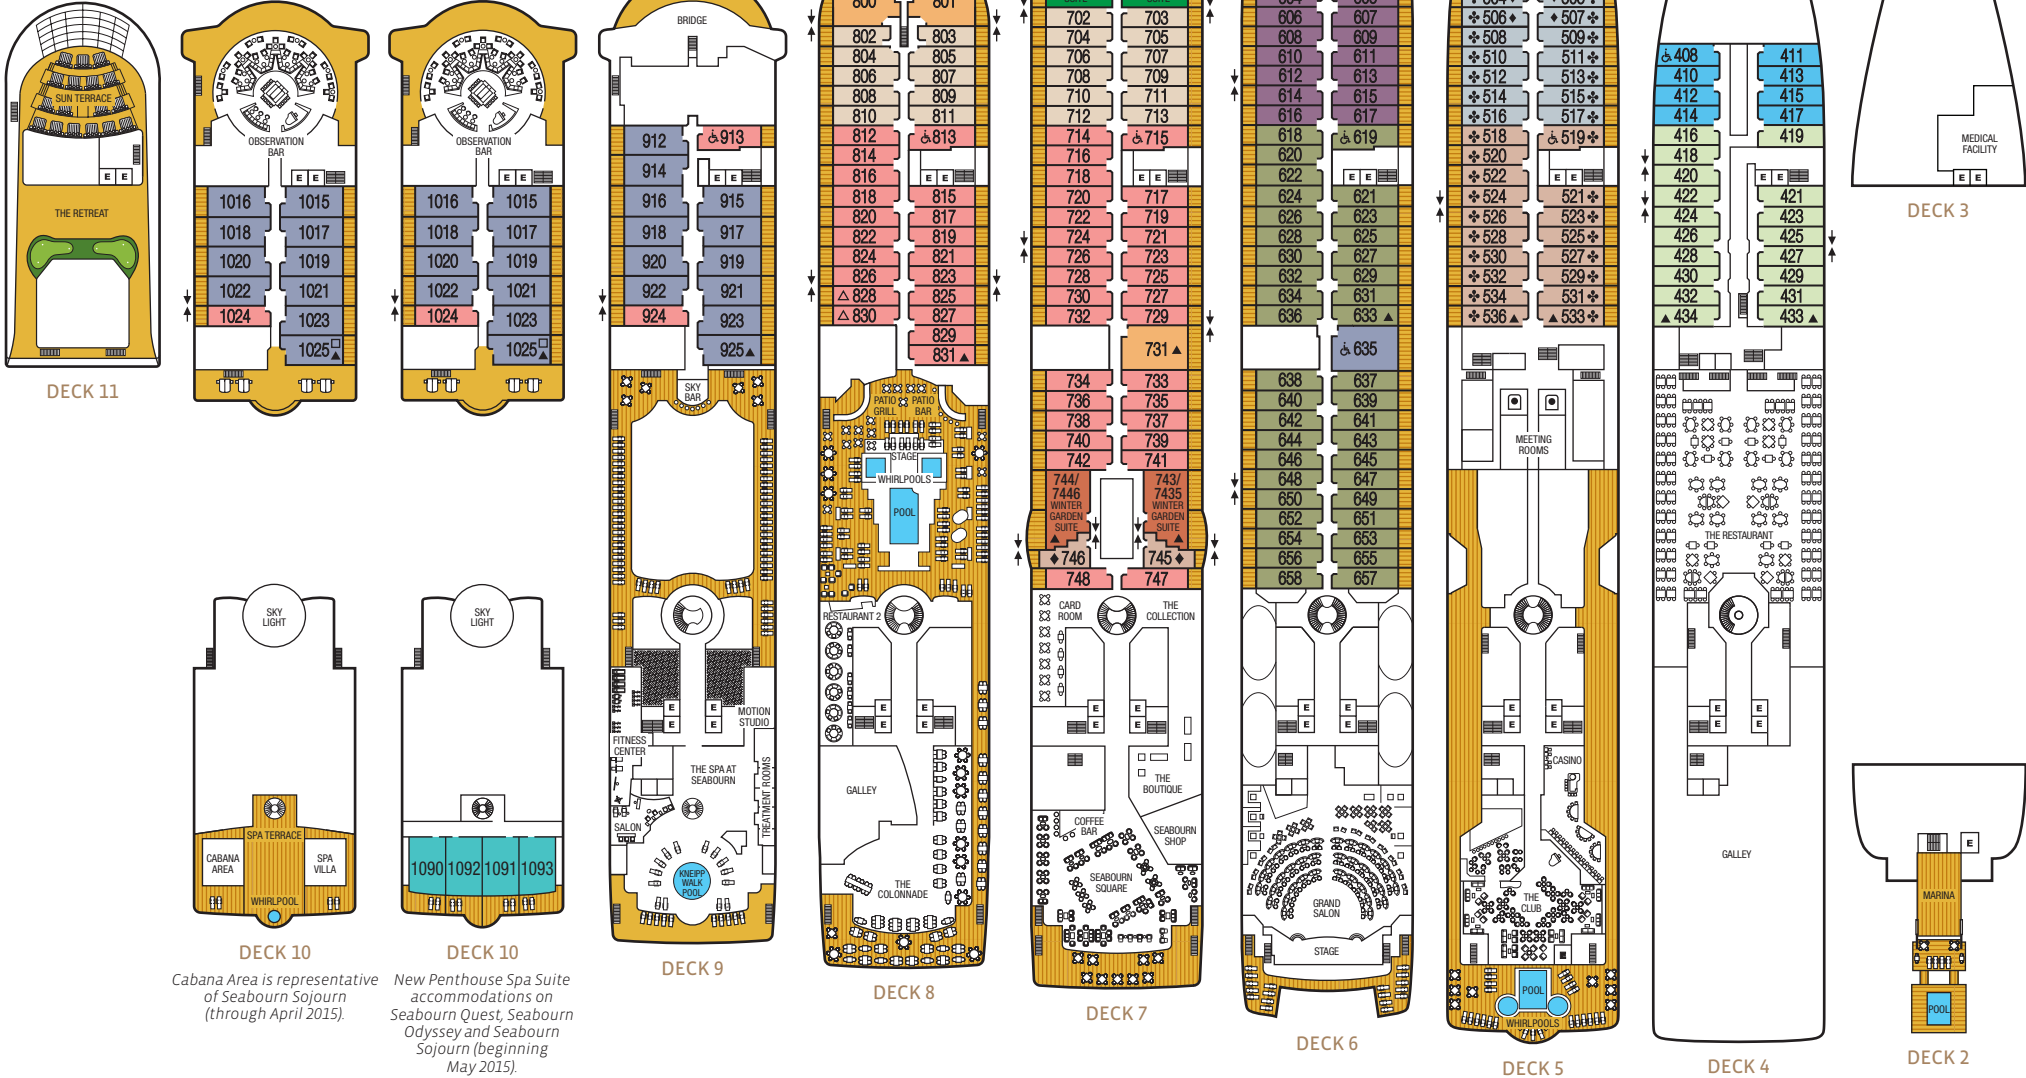 SUN TERRACE
E E
THE RETREAT
DECK 11
OBSERVATION
BAR
E E
1016 1015
1018 1017
1020 1019
1022 1021
1024 1023
1025
SKY
LIGHT
SPA TERRACE
CABANA
AREA
SPA
VILLA
WHIRLPOOL
DECK 10
Cabana Area is representative
of Seabourn Sojourn
(through April 2015).
OBSERVATION
BAR
E E
1016 1015
1018 1017
1020 1019
1022 1021
1024 1023
1025
SKY
LIGHT
1090 1092 1091 1093
DECK 10
New Penthouse Spa Suite
accommodations on
Seabourn Quest, Seabourn
Odyssey and Seabourn
Sojourn (beginning
May 2015).
BRIDGE
912 913
914
E E
916 915
918 917
920 919
922 921
924 923
925
SKY
BAR
E E
E E
MOTION
STUDIO
FITNESS
CENTER
THE SPA AT
SEABOURN
TREATMENT ROOMS
SALON
KNEIPP
WALK
POOL
DECK 9
800 801
802 803
804 805
806 807
808 809
810 811
812 813
814
816
E E
818 815
820 817
822 819
824 821
826 823
828 825
830 827
829
831
PATIO
GRILL
PATIO
BAR
STAGE
WHIRLPOOLS
POOL
RESTAURANT 2
E E
E E
GALLEY
THE
COLONNADE
DECK 8
702 703
704 705
706 707
708 709
710 711
712 713
714 715
716
718
E E
720 717
722 719
724 721
726 723
728 725
730 727
732 729
731
734 733
736 735
738 737
740 739
742 741
744/
7446
WINTER
GARDEN
SUITE
743/
7435
WINTER
GARDEN
SUITE
746 745
748 747
CARD
ROOM
THE
COLLECTION
E E
E E
THE
BOUTIQUE
COFFEE
BAR
SEABOURN
SHOP
SEABOURN
SQUARE
DECK 7
606 607
608 609
610 611
612 613
614 615
616 617
618 619
620
622
E E
624 621
626 623
628 625
630 627
632 629
634 631
636 633
635
638 637
640 639
642 641
644 643
646 645
648 647
650 649
652 651
654 653
656 655
658 657
E E
E E
GRAND
SALON
STAGE
DECK 6
506 507
508 509
510 511
512 513
514 515
516 517
518 519
520
522
E E
524 521
526 523
528 525
530 527
532 529
534 531
536 533
MEETING
ROOMS
E E
E E
CASINO
THE
CLUB
E
POOL
WHIRLPOOLS
DECK 5
408 411
410 413
412 415
414 417
416 419
418
420
E E
422 421
424 423
426 425
428 427
430 429
432 431
434 433
THE RESTAURANT
E E
E E
GALLEY
DECK 4
MEDICAL
FACILITY
E E
DECK 3
E
MARINA
POOL
DECK 2